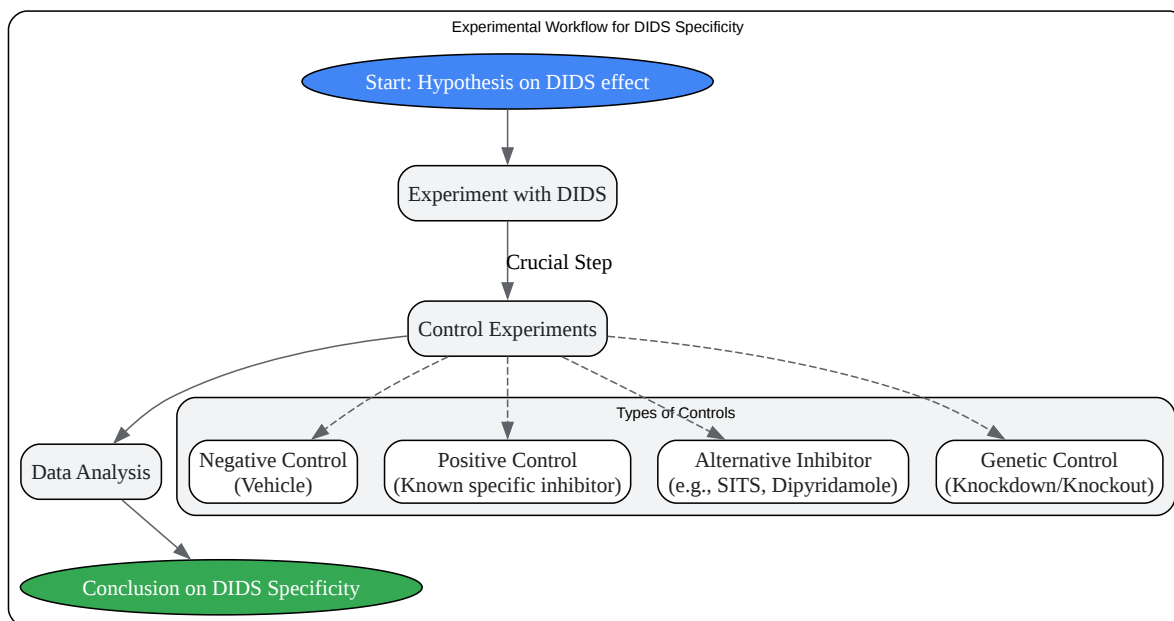 Experimental Workflow for DIDS Specificity
Start: Hypothesis on DIDS effect
Experiment with DIDS
Crucial Step
Control Experiments
Types of Controls
Data Analysis
Negative Control
(Vehicle)
Positive Control
(Known specific inhibitor)
Alternative Inhibitor
(e.g., SITS, Dipyridamole)
Genetic Control
(Knockdown/Knockout)
Conclusion on DIDS Specificity